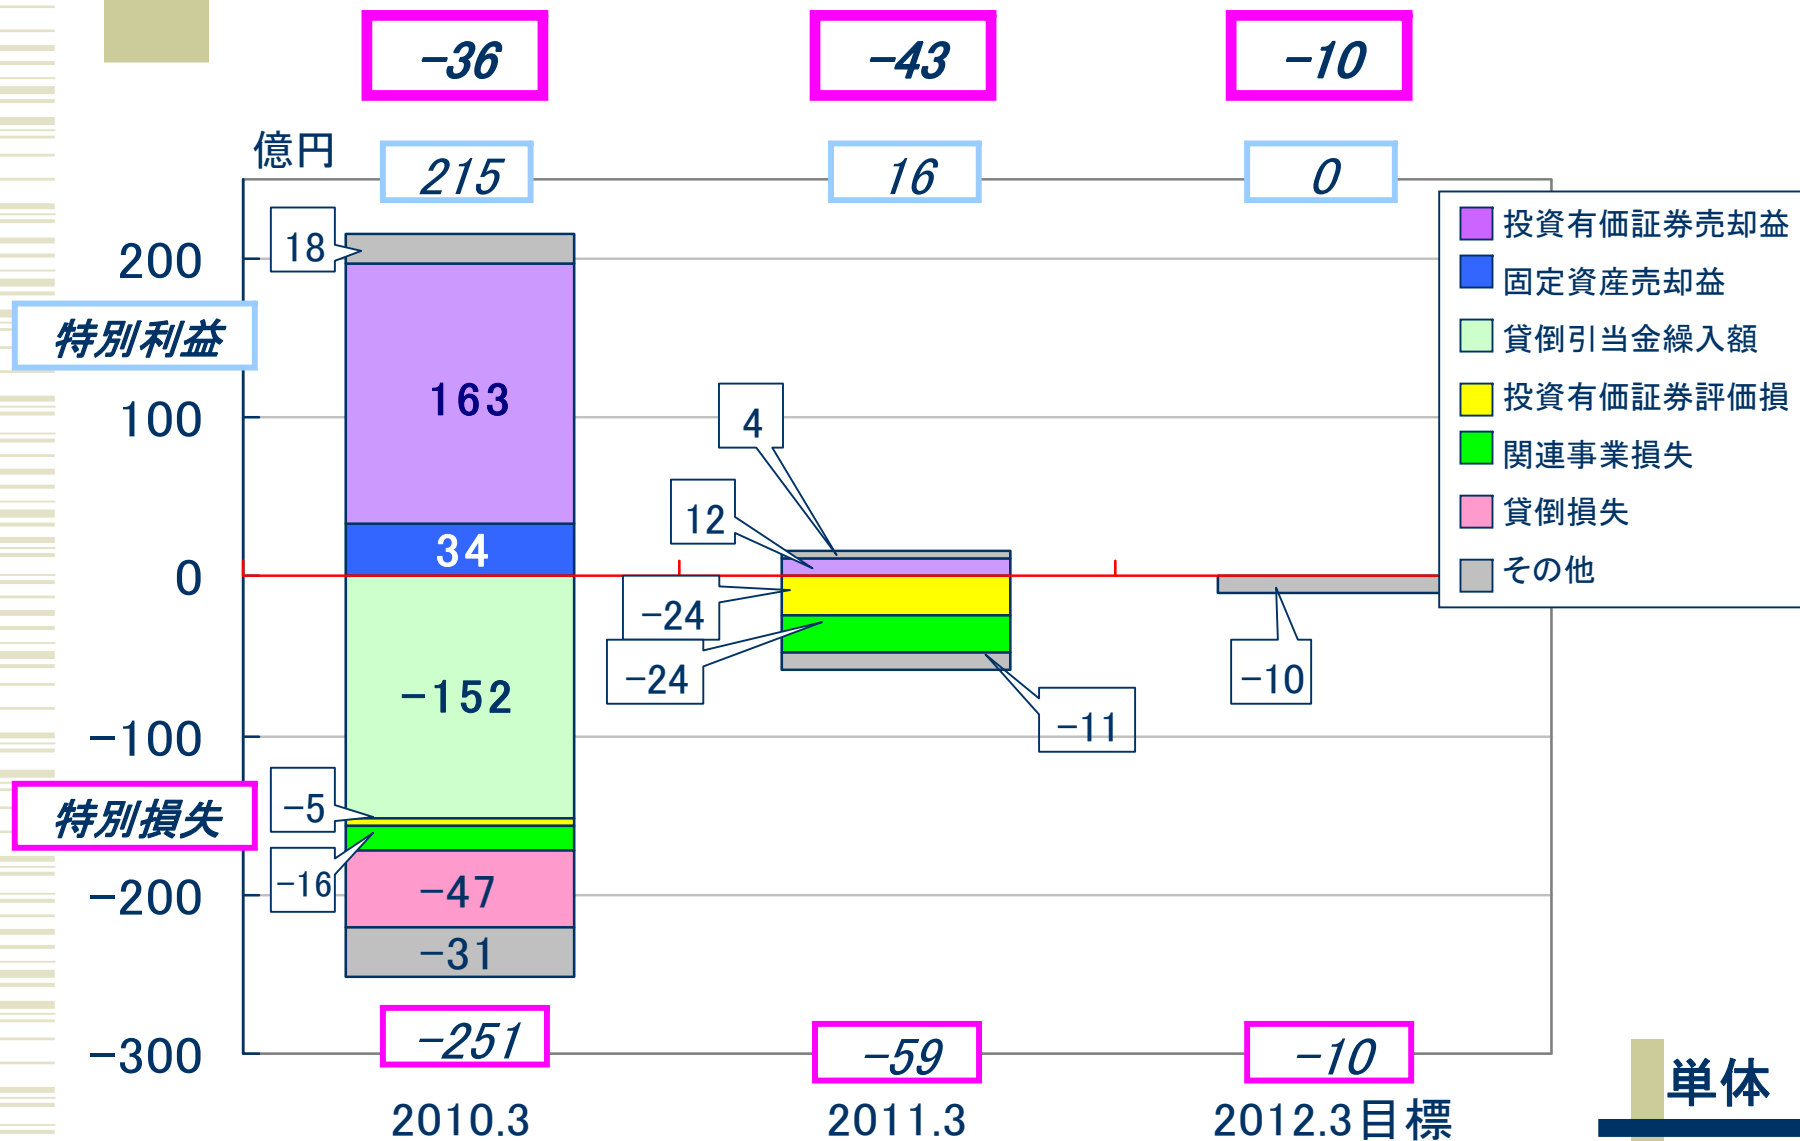 −36
−43
−10
億円
215
16
0
18
200
特別利益
163
100
4
12
34
0
−24
−24
−11
−10
−152
−100
−5
特別損失
−16
−47
−200
−31
−251
−59
−10
−300
2010.3
2011.3
2012.3目標
投資有価証券売却益
固定資産売却益
貸倒引当金繰入額
投資有価証券評価損
関連事業損失
貸倒損失
その他
単体